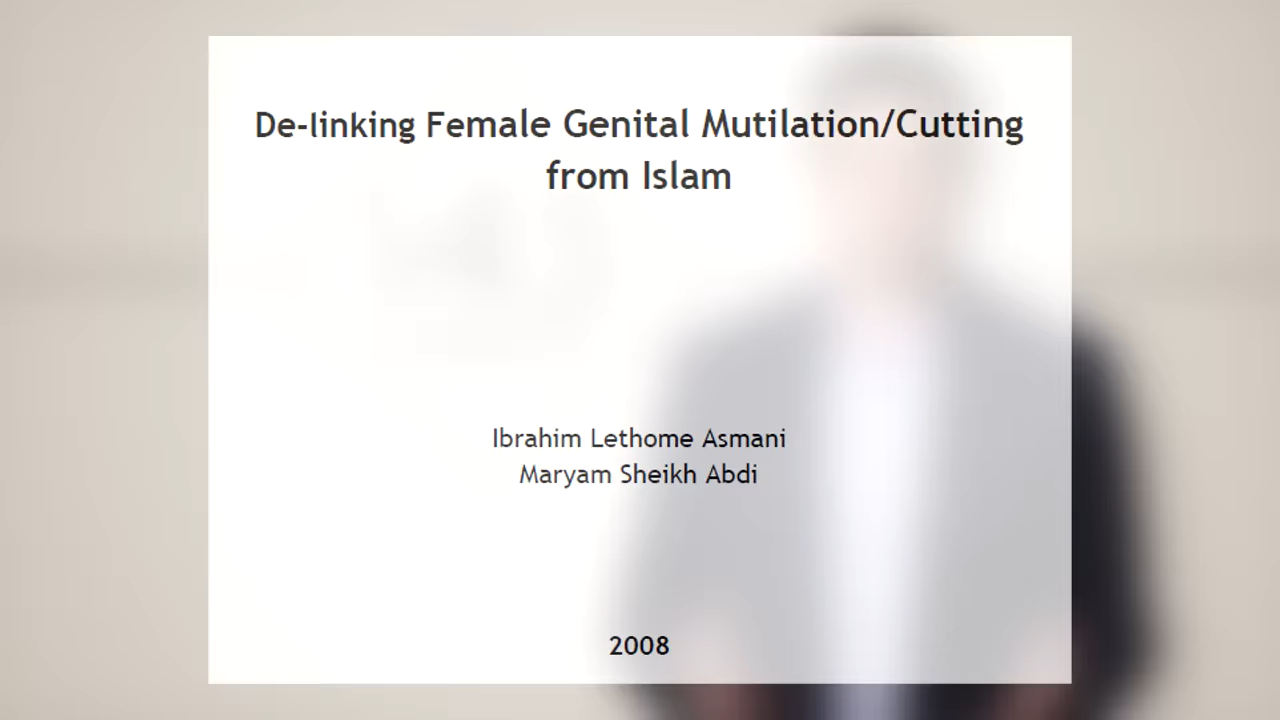 De-linking Female Genital Mutilation/Cutting
from Islam
Ibrahim Lethome Asmani
Maryam Sheikh Abdi
2008